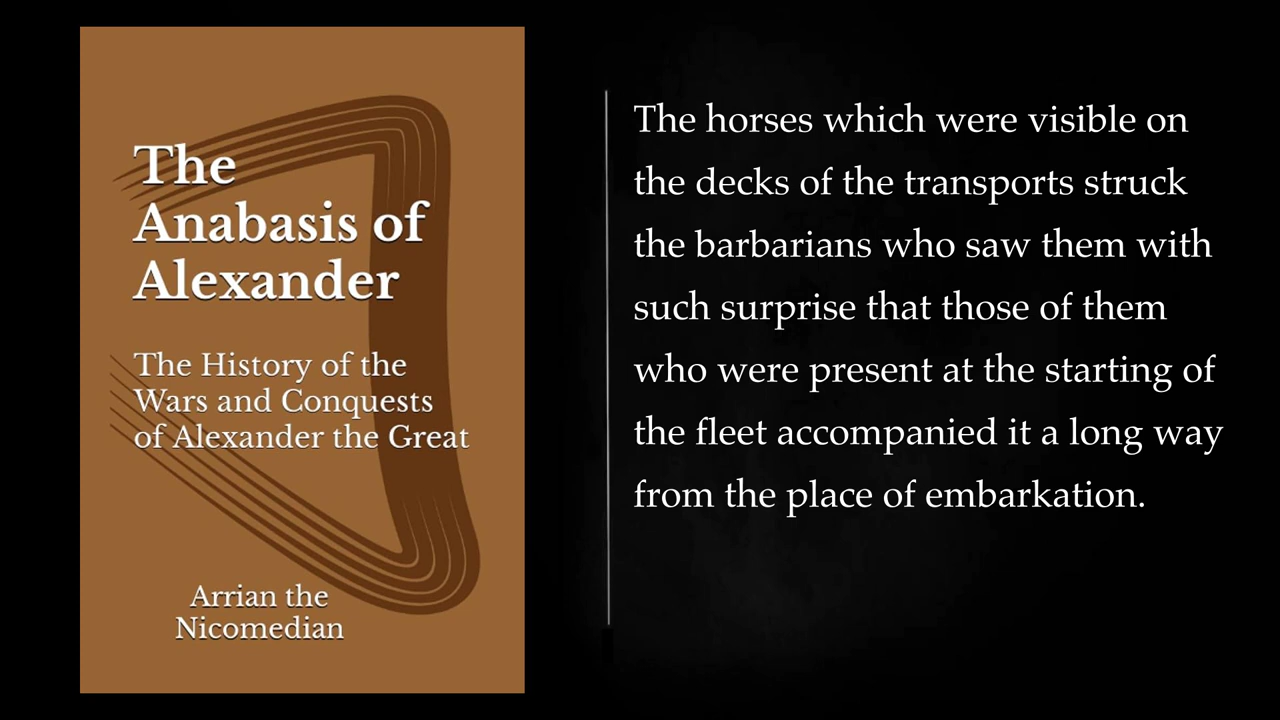 The
Anabasis of
Alexander
The History of the
Wars and Conquests
of Alexander the Great
Arrian the
Nicomedian
The horses which were visible on
the decks of the transports struck
the barbarians who saw them with
such surprise that those of them
who were present at the starting of
the fleet accompanied it a long way
from the place of embarkation.